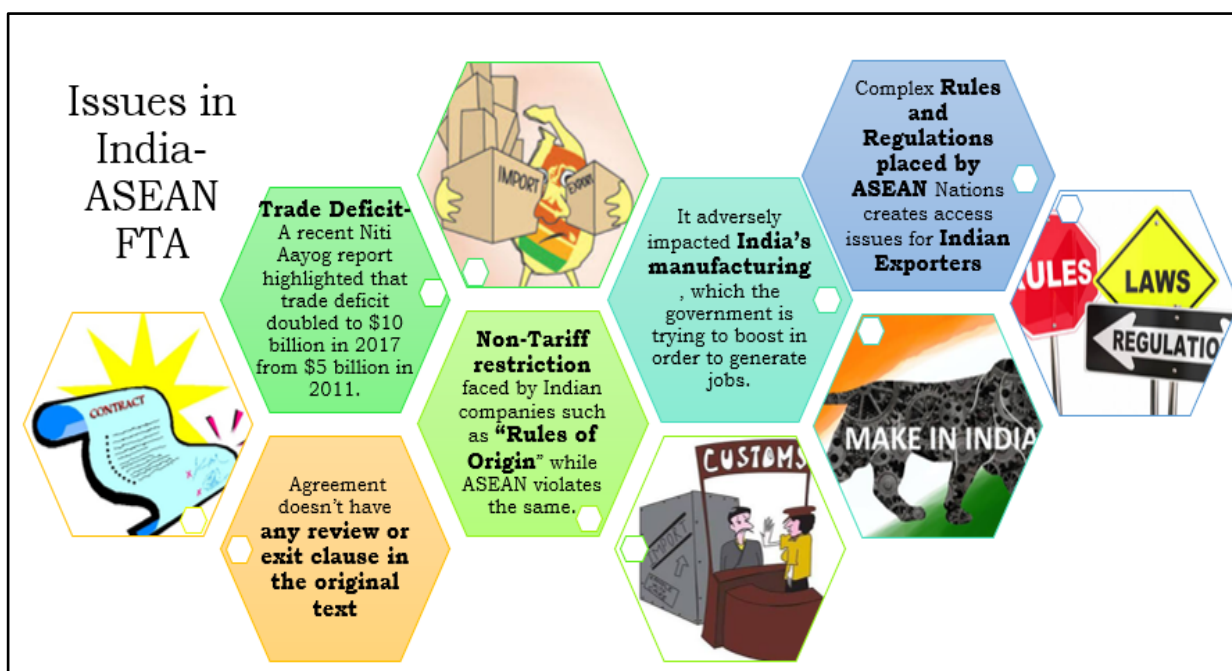 Issues in
India-
ASEAN
FTA
Trade Deficit-
A recent Niti
Aayog report
highlighted that
trade deficit
doubled to $10
billion in 2017
from $5 billion in
2011.
IMPORT
EXPORT
It adversely
impacted India's
manufacturing
, which the
government is
trying to boost in
order to generate
jobs.
Complex Rules
and
Regulations
placed by
ASEAN Nations
creates access
issues for Indian
Exporters
ULES
LAWS
REGULATIO
CONTRACT
Agreement
doesn't have
any review or
exit clause in
the original
text
Non-Tariff
restriction
faced by Indian
companies such
as “Rules of
Origin” while
ASEAN violates
the same.
CUSTOMS
IMPORT
MAKE IN INDIA